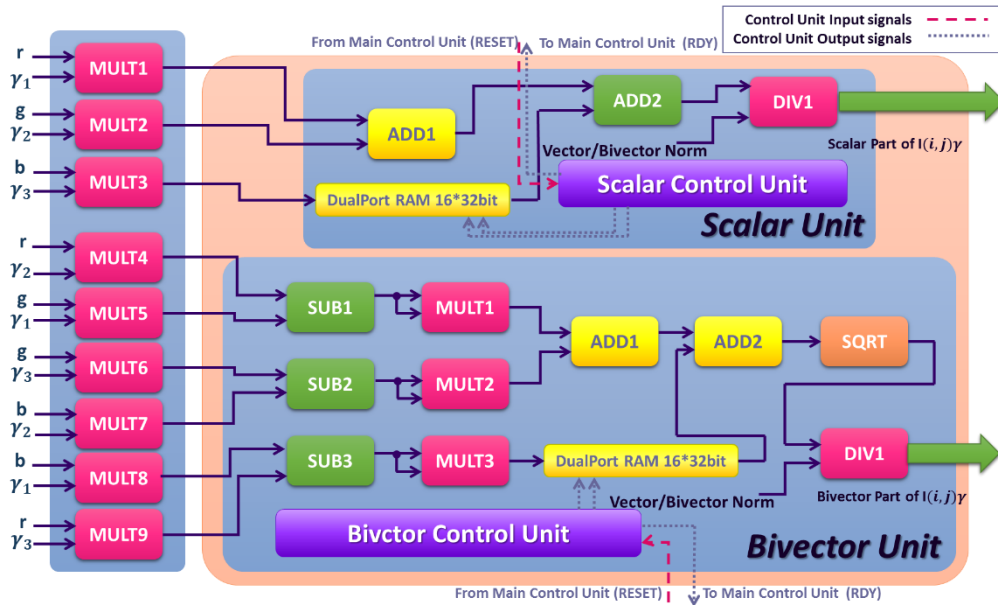 Control Unit Input signals
Control Unit Output signals
From Main Control Unit (RESET)
To Main Control Unit (RDY)
r
γ1
MULT1
g
γ2
MULT2
b
γ3
MULT3
ADD1
ADD2
DIV1
Scalar Part of I(i,j)γ
Vector/Bivector Norm
DualPort RAM 16*32bit
Scalar Control Unit
Scalar Unit
r
γ2
MULT4
g
γ1
MULT5
g
γ3
MULT6
b
γ2
MULT7
b
γ1
MULT8
r
γ3
MULT9
SUB1
MULT1
SUB2
MULT2
SUB3
MULT3
ADD1
ADD2
SQRT
DualPort RAM 16*32bit
DIV1
Vector/Bivector Norm
Bivector Part of I(i,j)γ
Bivctor Control Unit
Bivector Unit
From Main Control Unit (RESET)
To Main Control Unit (RDY)